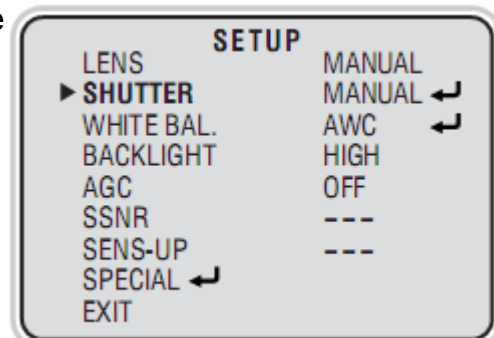 e
SETUP
LENS MANUAL
▶ SHUTTER MANUAL ↵
WHITE BAL. AWC ↵
BACKLIGHT HIGH
AGC OFF
SSNR ---
SENS-UP ---
SPECIAL ↵
EXIT